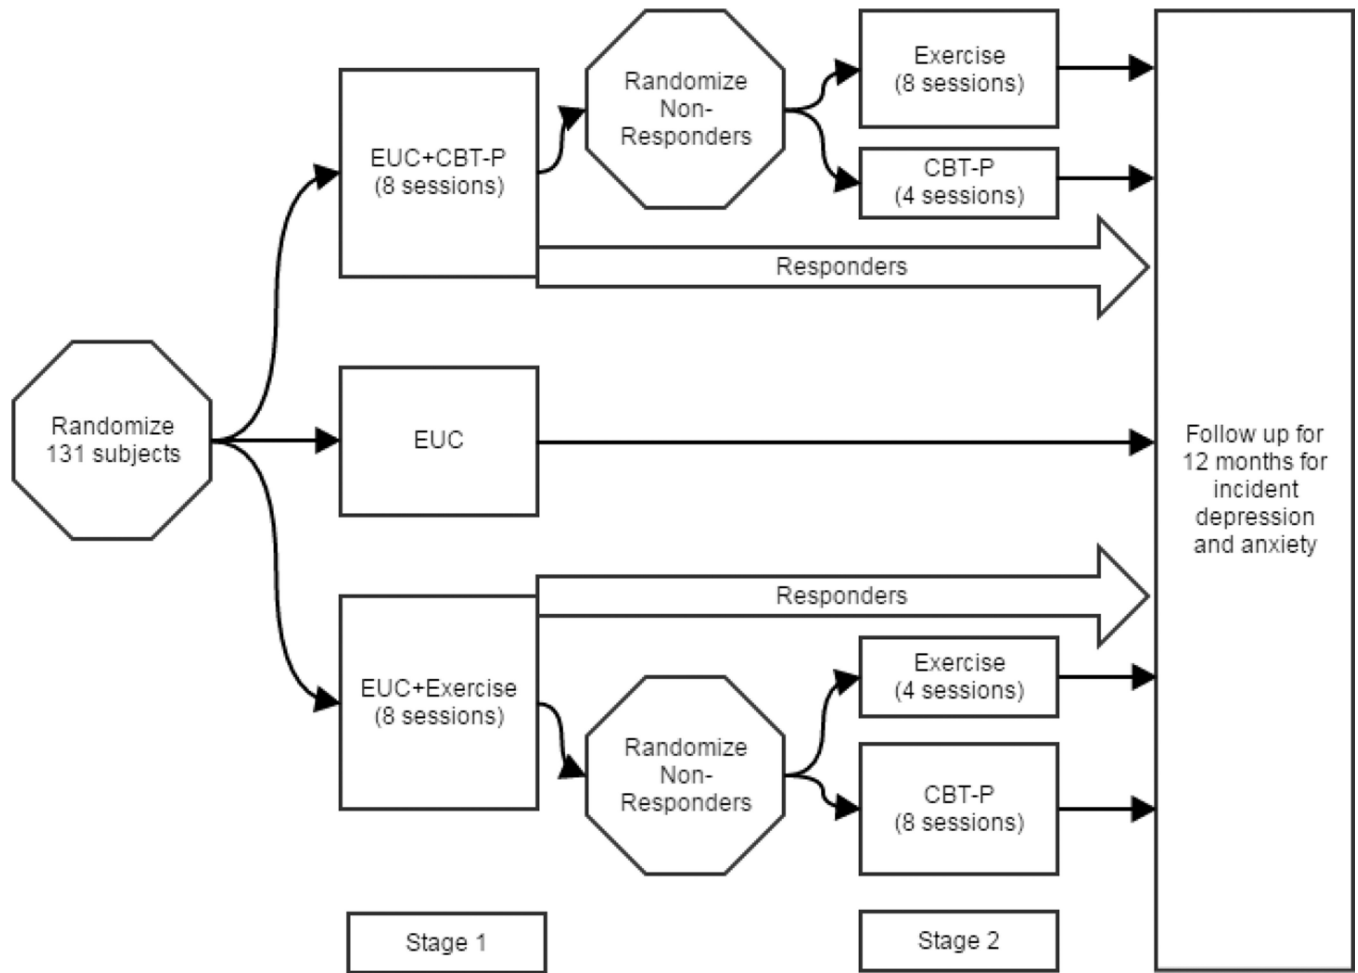 Randomize
131 subjects
EUC+CBT-P
(8 sessions)
Randomize
Non-
Responders
Exercise
(8 sessions)
CBT-P
(4 sessions)
Responders
EUC
Responders
EUC+Exercise
(8 sessions)
Randomize
Non-
Responders
Exercise
(4 sessions)
CBT-P
(8 sessions)
Follow up for
12 months for
incident
depression
and anxiety
Stage 1
Stage 2